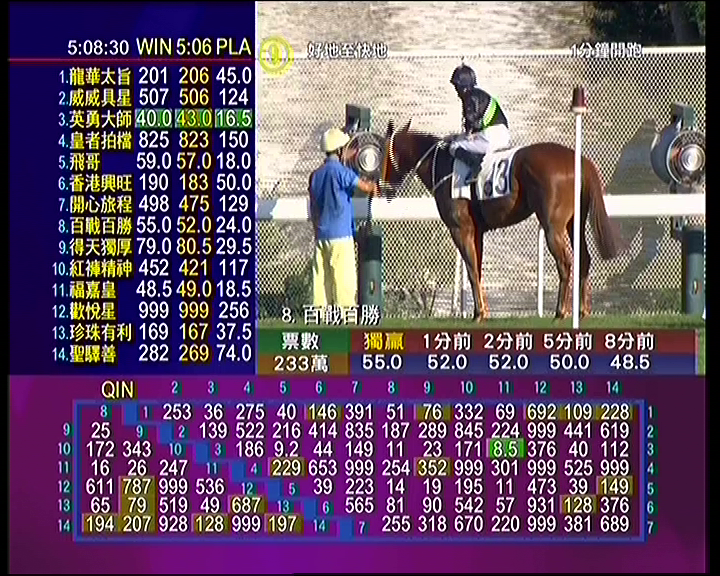 5:08:30 WIN 5:06 PLA
好地至快地
1分鐘開跑
1.龍華太旨 201 206 45.0
2.威威具星 507 506 124
3.英勇大師 40.0 43.0 16.5
4.皇者拍檔 825 823 150
5.飛哥 59.0 57.0 18.0
6.香港興旺 190 183 50.0
7.開心旅程 498 475 129
8.百戰百勝 55.0 52.0 24.0
9.得天獨厚 79.0 80.5 29.5
10.紅褲精神 452 421 117
11.福嘉皇 48.5 49.0 18.5
12.歡悅星 999 999 256
13.珍珠有利 169 167 37.5
14.聖驛善 282 269 74.0
13
8. 百戰百勝
票數 獨贏 1分前 2分前 5分前 8分前
233萬 55.0 52.0 52.0 50.0 48.5
QIN 2 3 4 5 6 7 8 9 10 11 12 13 14
8 1 253 36 275 40 146 391 51 76 332 69 692 109 228 1
9 25 9 2 139 522 216 414 835 187 289 845 224 999 441 619 2
10 172 343 10 3 186 9.2 44 149 11 23 171 8.5 376 40 112 3
11 16 26 247 11 4 229 653 999 254 352 999 301 999 525 999 4
12 611 787 999 536 12 5 39 223 14 19 195 11 473 39 149 5
13 65 79 519 49 687 13 6 565 81 90 542 57 931 128 376 6
14 194 207 928 128 999 197 14 7 255 318 670 220 999 381 689 7